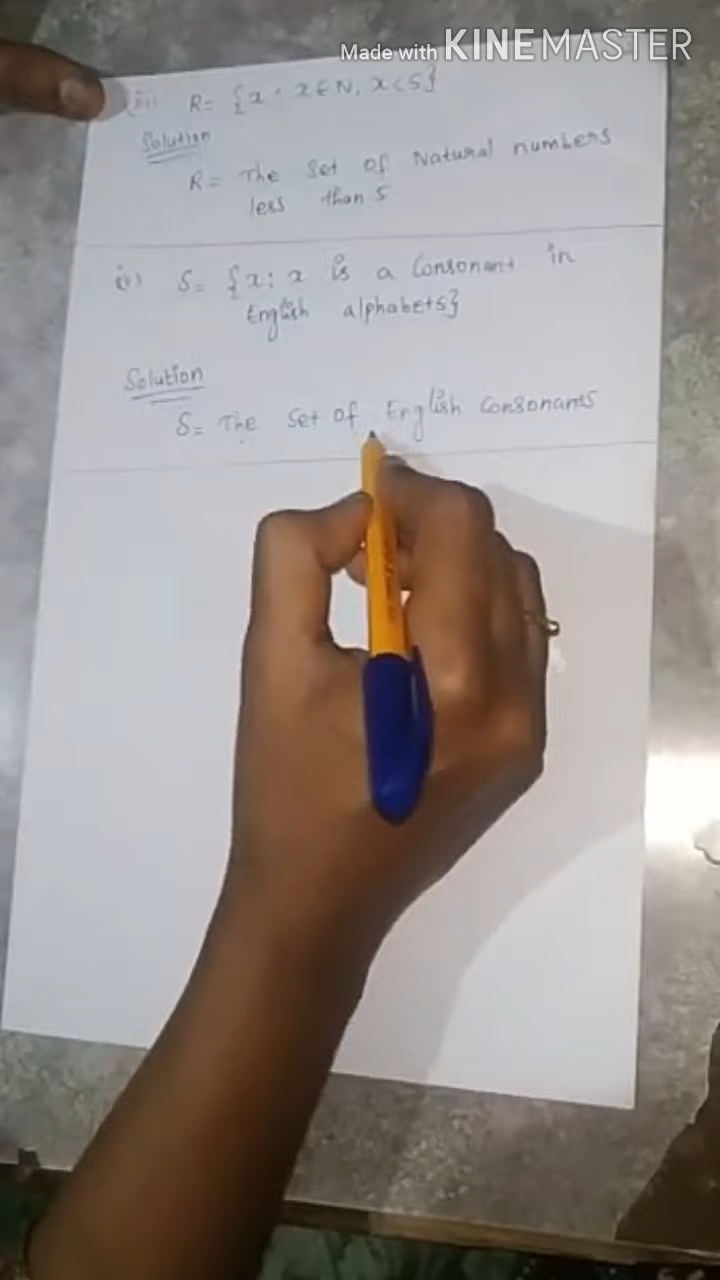 Made with KINEMASTER
(iii) R= {x : x ∈ N, x < 5}
Solution
R= The Set of Natural numbers
less than 5
S= {x: x is a Consonant in
English alphabets}
Solution
S= The Set of English Consonants